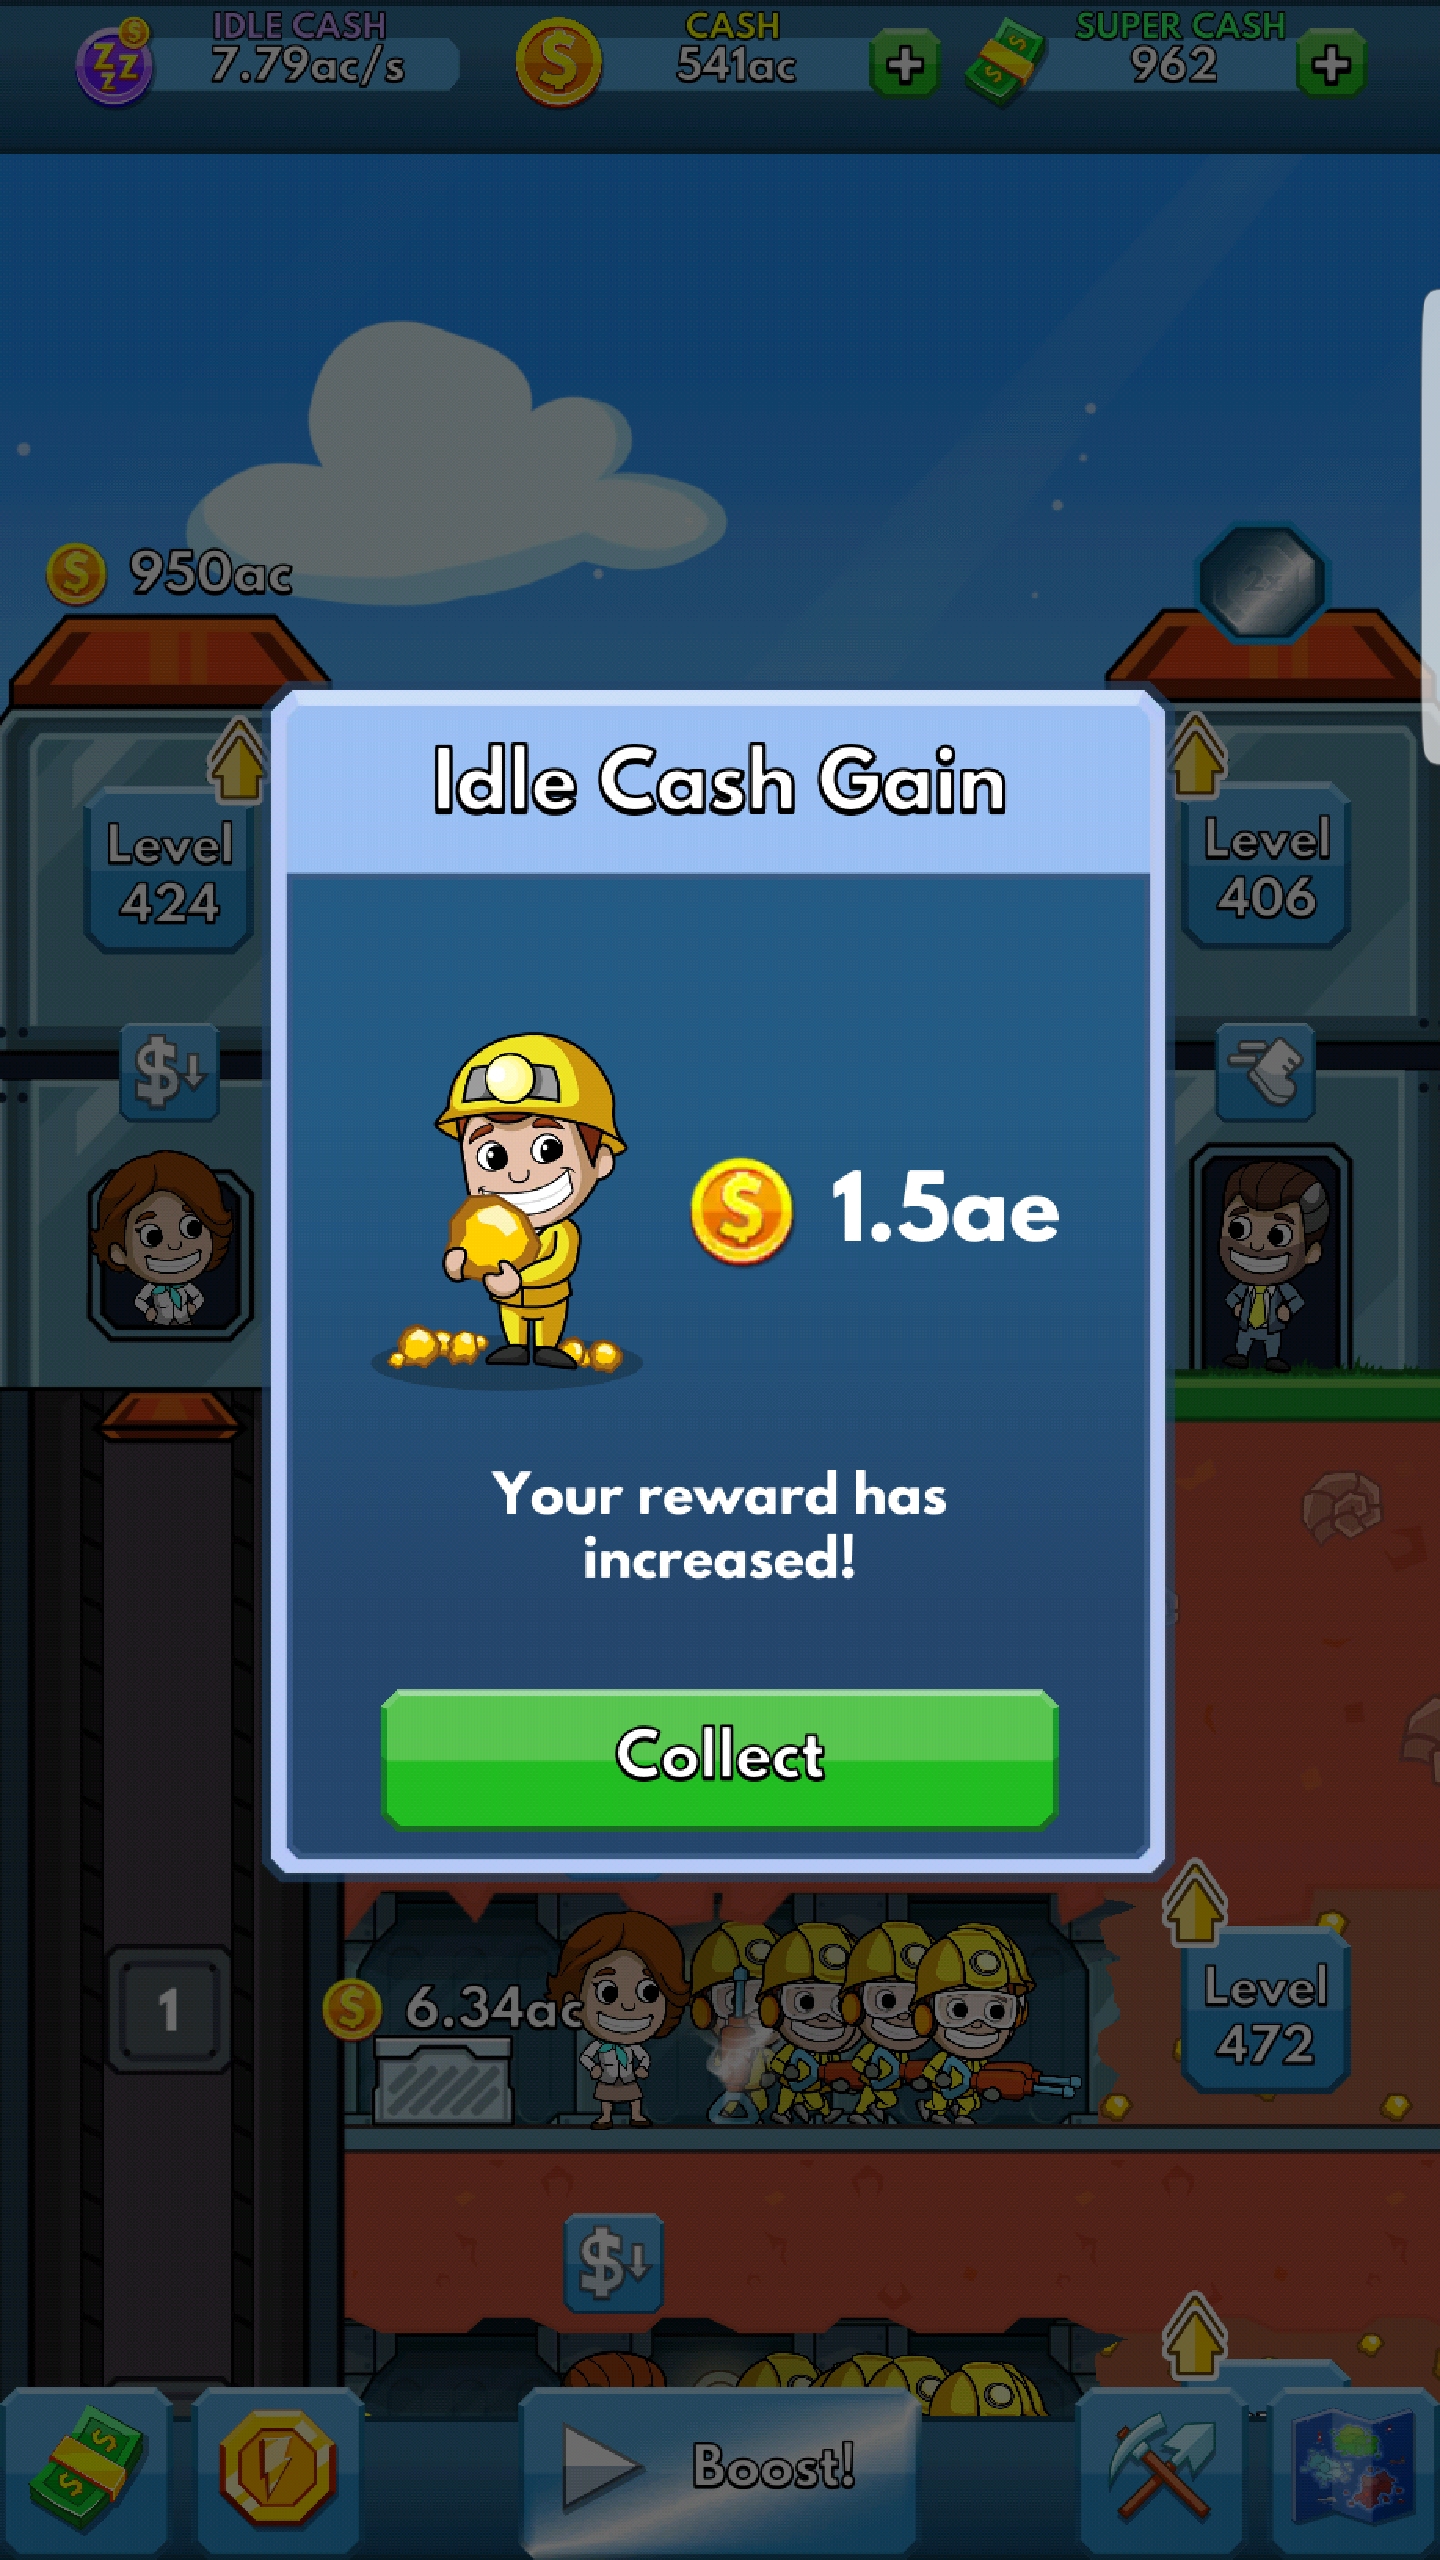 IDLE CASH
7.79ac/s
CASH
541ac
SUPER CASH
962
950ac
2x
Idle Cash Gain
Level
424
Level
406
1.5ae
Your reward has
increased!
Collect
1
6.34ac
Level
472
Boost!